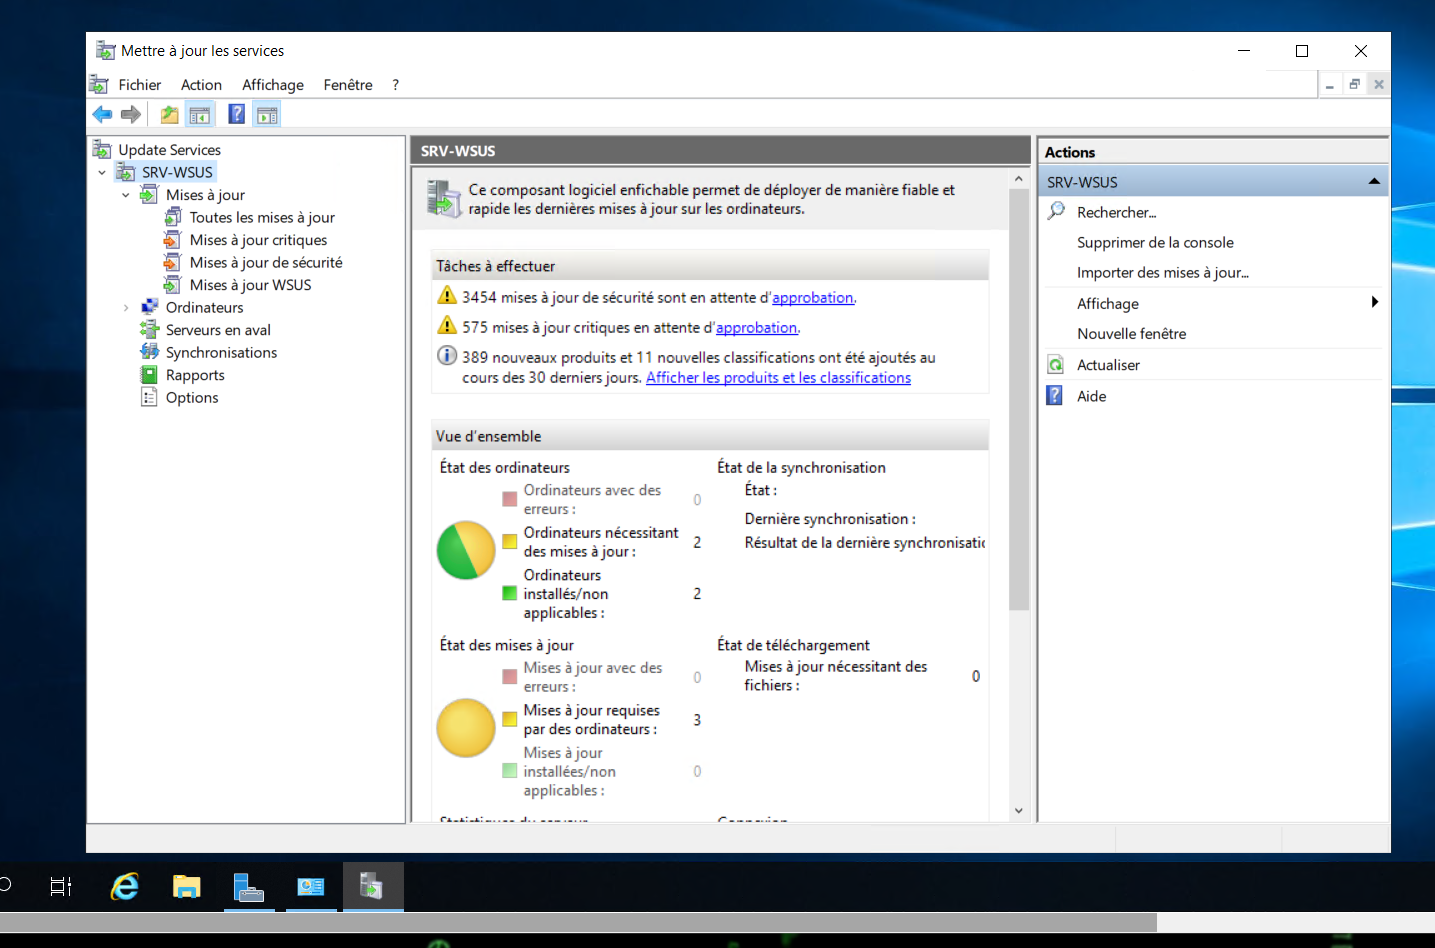 Mettre à jour les services
Fichier Action Affichage Fenêtre ?
Update Services
SRV-WSUS
Mises à jour
Toutes les mises à jour
Mises à jour critiques
Mises à jour de sécurité
Mises à jour WSUS
Ordinateurs
Serveurs en aval
Synchronisations
Rapports
Options
SRV-WSUS
Ce composant logiciel enfichable permet de déployer de manière fiable et
rapide les dernières mises à jour sur les ordinateurs.
Tâches à effectuer
3454 mises à jour de sécurité sont en attente d'approbation.
575 mises à jour critiques en attente d'approbation.
389 nouveaux produits et 11 nouvelles classifications ont été ajoutés au
cours des 30 derniers jours. Afficher les produits et les classifications
Vue d'ensemble
État des ordinateurs
Ordinateurs avec des
erreurs : 0
Ordinateurs nécessitant
des mises à jour : 2
Ordinateurs
installés/non
applicables : 2
État de la synchronisation
État :
Dernière synchronisation :
Résultat de la dernière synchronisatic
État des mises à jour
Mises à jour avec des
erreurs : 0
Mises à jour requises
par des ordinateurs : 3
Mises à jour
installées/non
applicables : 0
État de téléchargement
Mises à jour nécessitant des
fichiers : 0
Statistiques du serveur
Connexion
Actions
SRV-WSUS
Rechercher...
Supprimer de la console
Importer des mises à jour...
Affichage
Nouvelle fenêtre
Actualiser
Aide